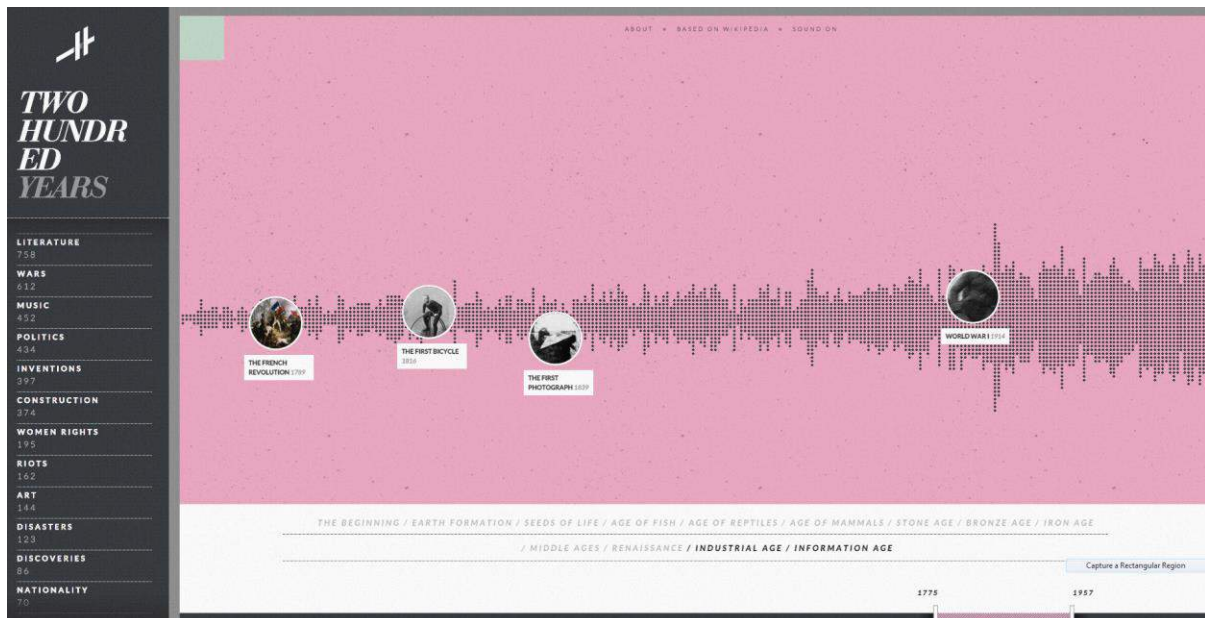 TWO
HUNDR
ED
YEARS
LITERATURE
758
WARS
612
MUSIC
452
POLITICS
434
INVENTIONS
397
CONSTRUCTION
374
WOMEN RIGHTS
195
RIOTS
162
ART
144
DISASTERS
123
DISCOVERIES
86
NATIONALITY
70
ABOUT • BASED ON WIKIPEDIA • SOUND ON
THE FRENCH
REVOLUTION 1789
THE FIRST BICYCLE
1816
THE FIRST
PHOTOGRAPH 1839
WORLD WAR I 1914
THE BEGINNING / EARTH FORMATION / SEEDS OF LIFE / AGE OF FISH / AGE OF REPTILES / AGE OF MAMMALS / STONE AGE / BRONZE AGE / IRON AGE
/ MIDDLE AGES / RENAISSANCE / INDUSTRIAL AGE / INFORMATION AGE
Capture a Rectangular Region
1775
1957